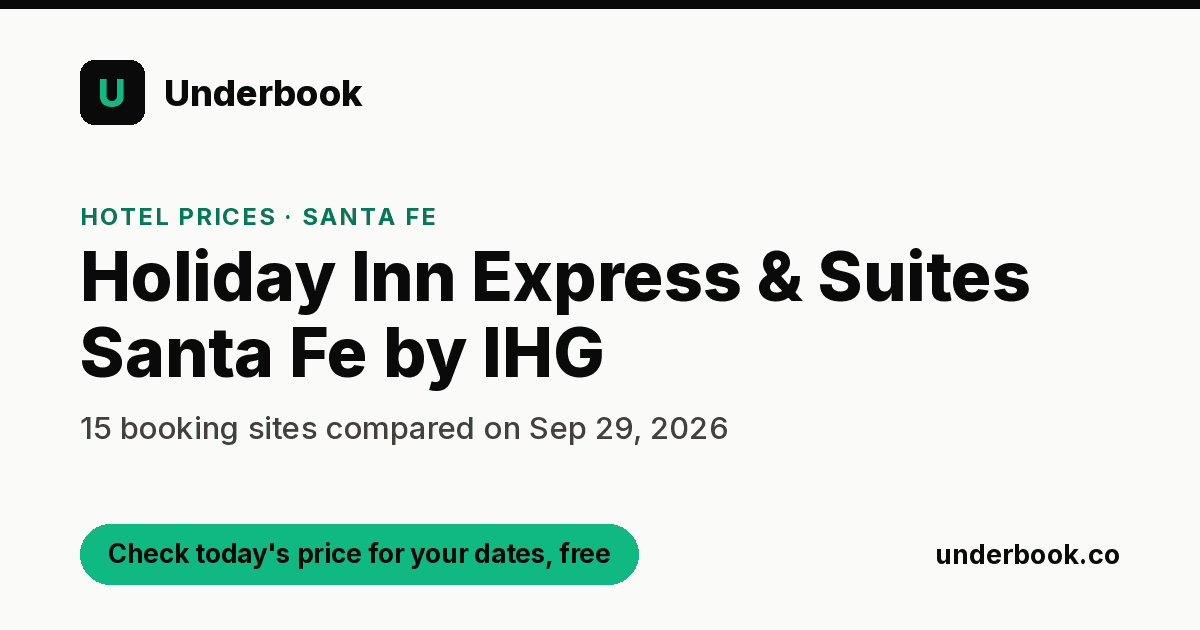 U Underbook
HOTEL PRICES · SANTA FE
Holiday Inn Express & Suites
Santa Fe by IHG
15 booking sites compared on Sep 29, 2026
Check today's price for your dates, free
underbook.co